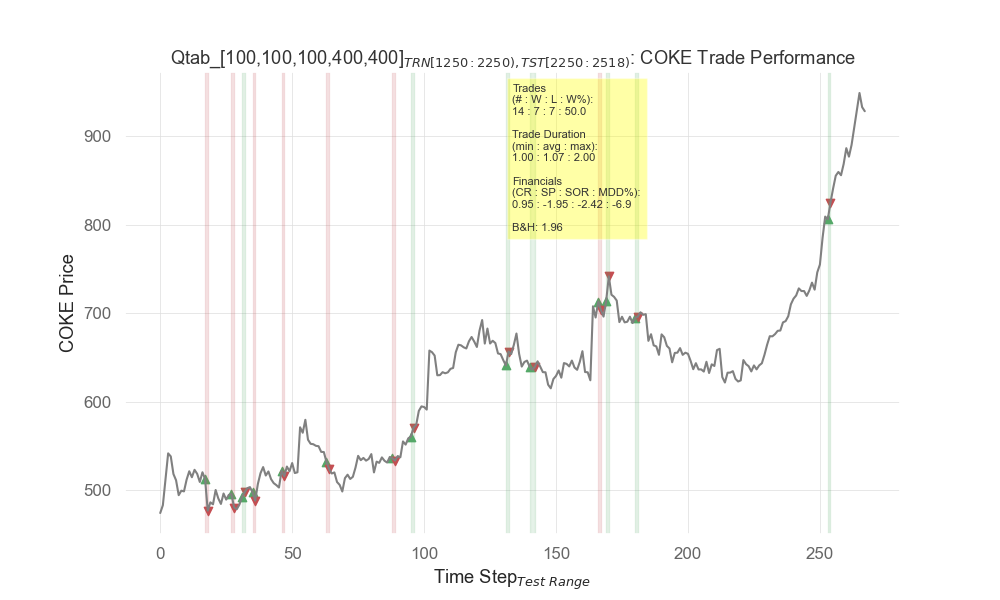 Qtab_[100,100,100,400,400]TRN[1250:2250),TST[2250:2518): COKE Trade Performance
Trades
(# : W : L : W%):
14 : 7 : 7 : 50.0
Trade Duration
(min : avg : max):
1.00 : 1.07 : 2.00
Financials
(CR : SP : SOR : MDD%):
0.95 : -1.95 : -2.42 : -6.9
B&H: 1.96
COKE Price
900
800
700
600
500
0 50 100 150 200 250
Time StepTest Range